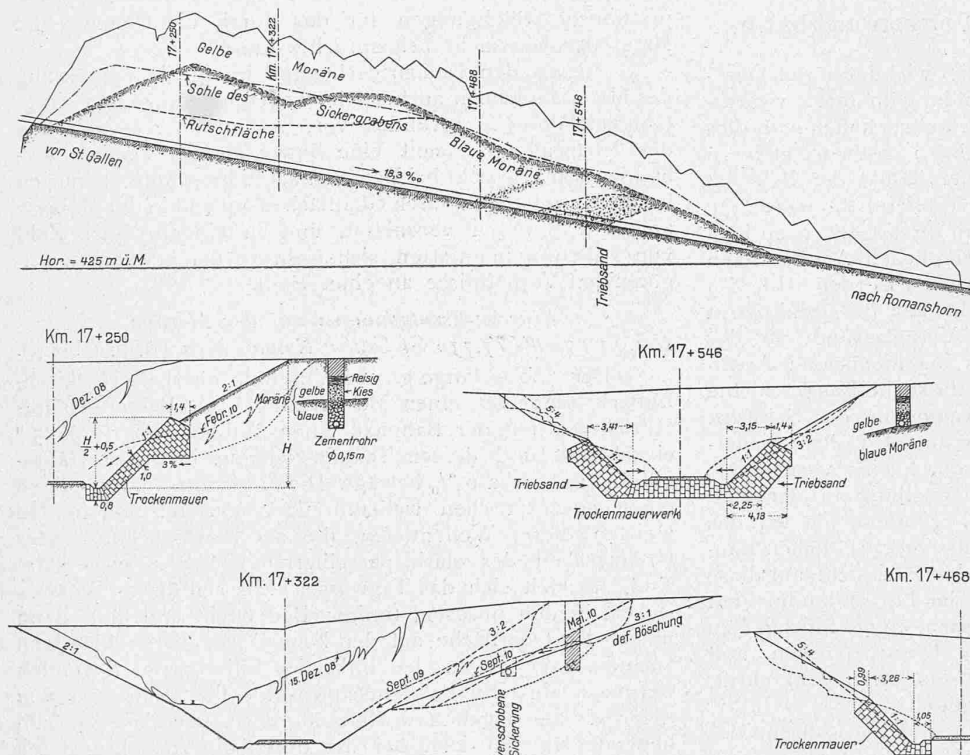 17+250
Km. 17+322
Gelbe
Moräne
Sohle des
Sickergrabens
Rutschfläche
17+468
17+546
Blaue Moräne
von St. Gallen
18,3 ‰
Triebsand
Hor. = 425 m ü. M.
nach Romanshorn
Km. 17+250
Dez. 08
2:1
1,4
Febr. 10
Moräne
gelbe
blaue
Reisig
Kies
H/2 + 0,5
1:1
H
Zementrohr
Φ 0,15 m
1,0
3%
0,8
Trockenmauer
Km. 17+546
5:4
3,41
3,15
1,4
3:2
1:1
gelbe
blaue Moräne
Triebsand
Triebsand
2,25
4,13
Trockenmauerwerk
Km. 17+322
2:1
15. Dez. 08
Sept. 09
3:2
Sept. 10
Mai. 10
3:1
def. Böschung
verschobene
Sickerung
Km. 17+468
5:4
0,99
3,26
1:1
1,05
Trockenmauer